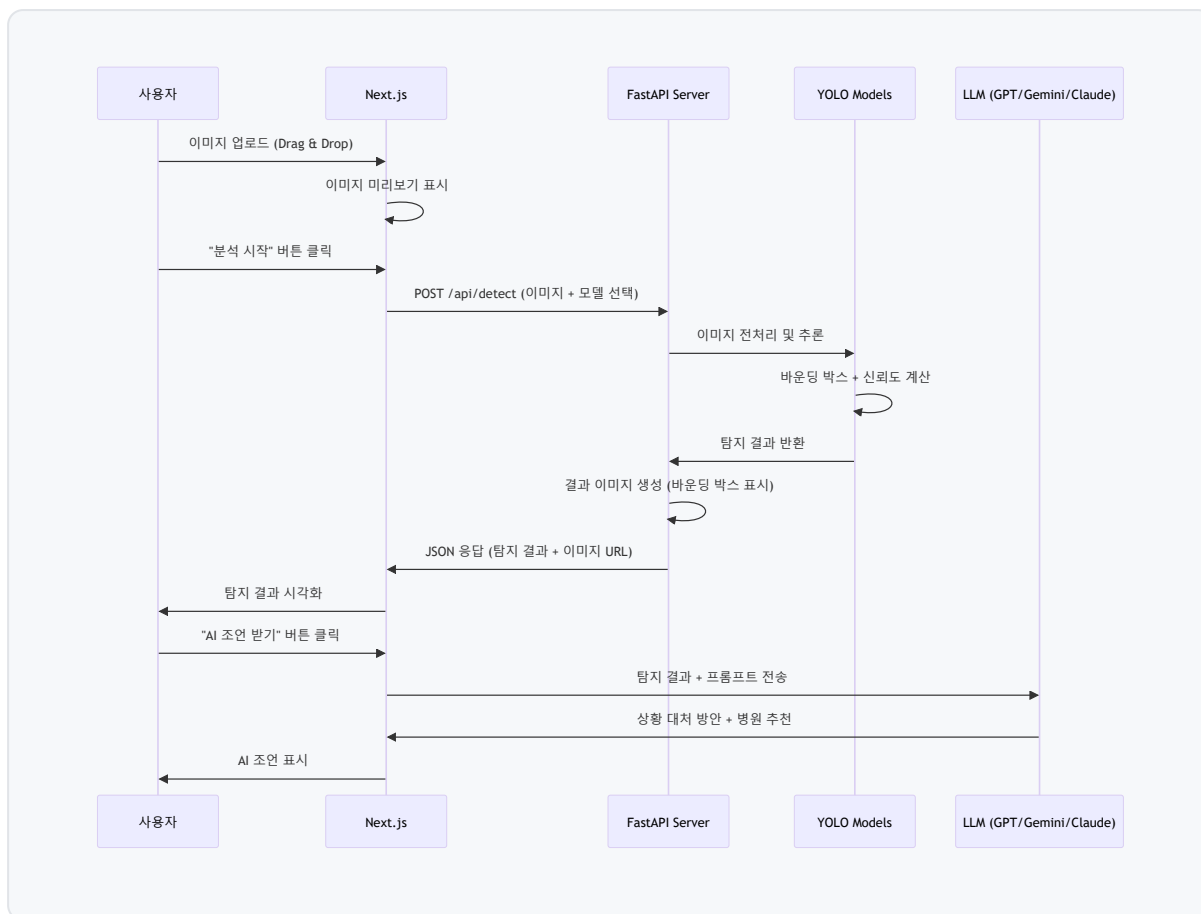 사용자
Next.js
FastAPI Server
YOLO Models
LLM (GPT/Gemini/Claude)
이미지 업로드 (Drag & Drop)
이미지 미리보기 표시
"분석 시작" 버튼 클릭
POST /api/detect (이미지 + 모델 선택)
이미지 전처리 및 추론
바운딩 박스 + 신뢰도 계산
탐지 결과 반환
결과 이미지 생성 (바운딩 박스 표시)
JSON 응답 (탐지 결과 + 이미지 URL)
탐지 결과 시각화
"AI 조언 받기" 버튼 클릭
탐지 결과 + 프롬프트 전송
상황 대처 방안 + 병원 추천
AI 조언 표시
사용자
Next.js
FastAPI Server
YOLO Models
LLM (GPT/Gemini/Claude)